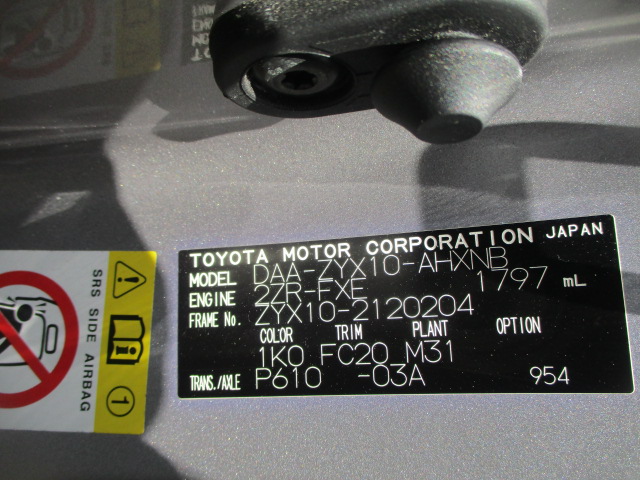 TOYOTA MOTOR CORPORATION JAPAN
MODEL DAA-ZYX10-AHXNB
ENGINE 2ZR-FXE 1797 mL
FRAME No. ZYX10-2120204
COLOR TRIM PLANT OPTION
1K0 FC20 M31
TRANS./AXLE P610 -03A 954
SRS SIDE AIRBAG
1